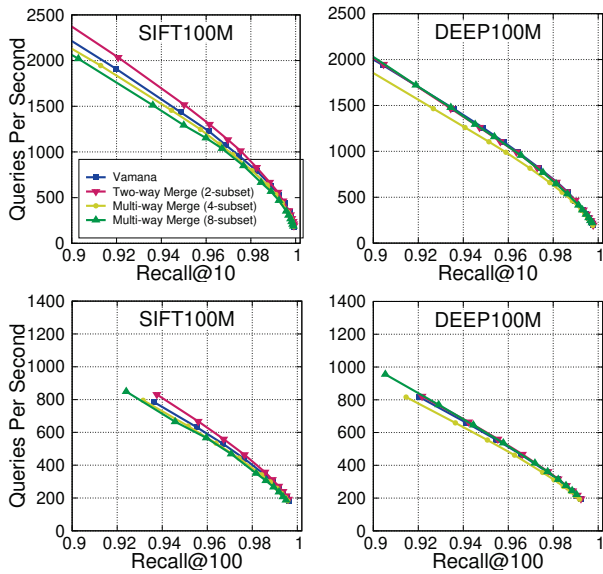 SIFT100M
DEEP100M
Queries Per Second
2500
2000
1500
1000
500
0
Vamana
Two-way Merge (2-subset)
Multi-way Merge (4-subset)
Multi-way Merge (8-subset)
0.9 0.92 0.94 0.96 0.98 1
Recall@10
2500
2000
1500
1000
500
0
0.9 0.92 0.94 0.96 0.98 1
Recall@10
SIFT100M
DEEP100M
Queries Per Second
1400
1200
1000
800
600
400
200
0
0.9 0.92 0.94 0.96 0.98 1
Recall@100
1400
1200
1000
800
600
400
200
0
0.9 0.92 0.94 0.96 0.98 1
Recall@100